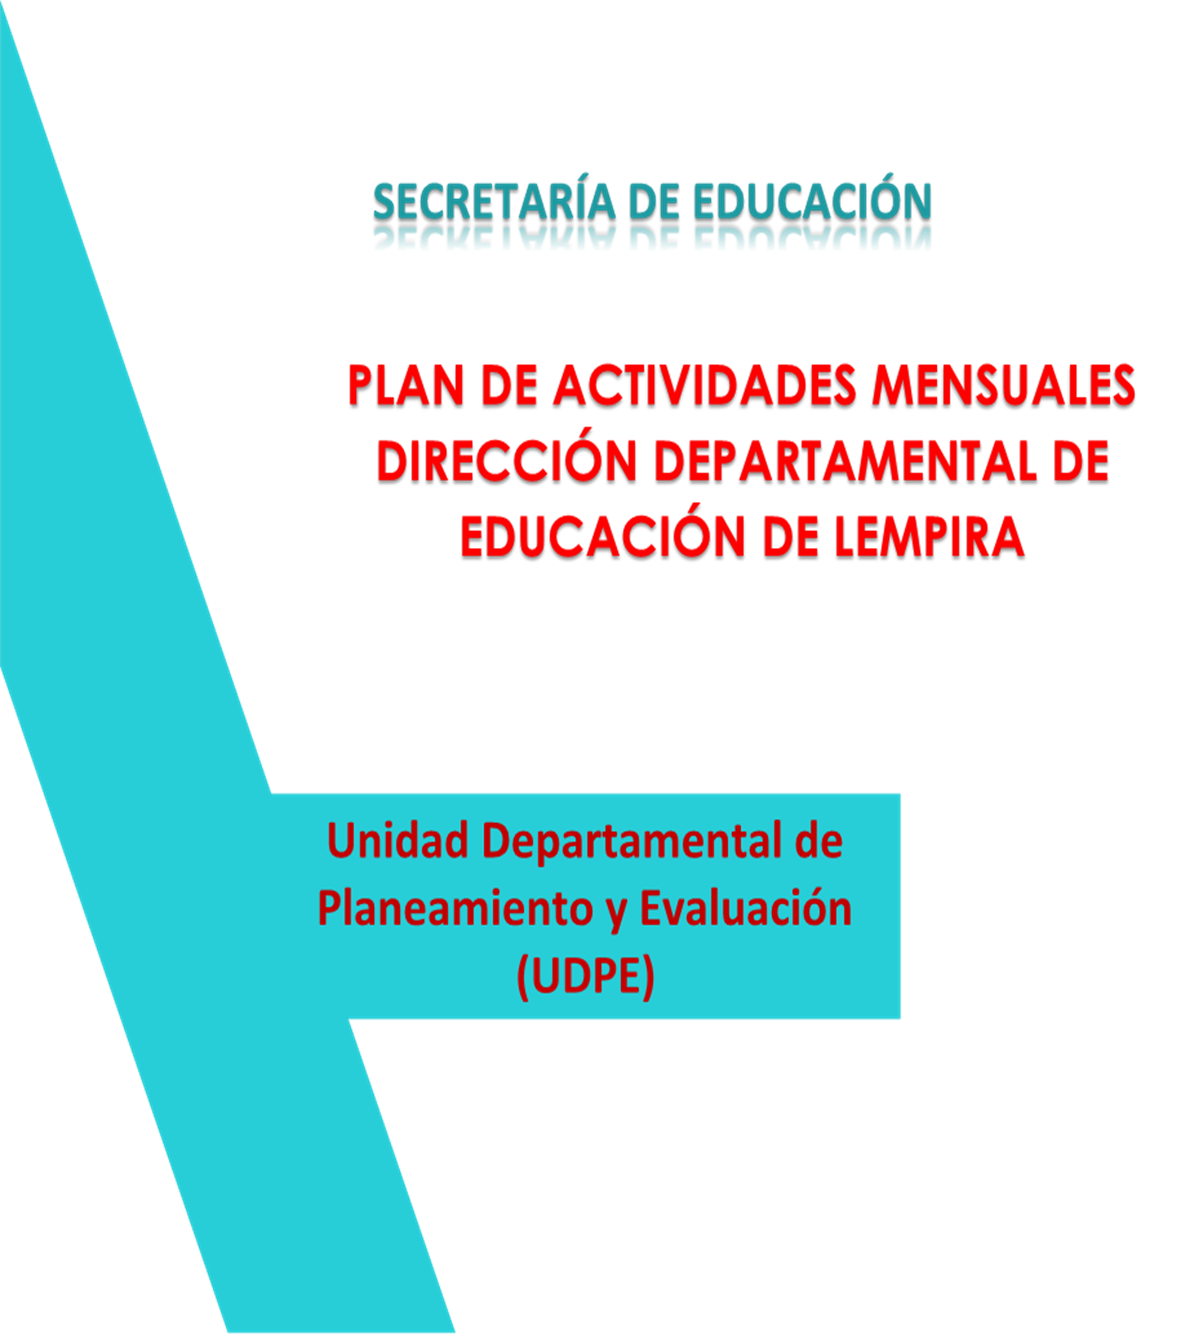 SECRETARÍA DE EDUCACIÓN
PLAN DE ACTIVIDADES MENSUALES
DIRECCIÓN DEPARTAMENTAL DE
EDUCACIÓN DE LEMPIRA
Unidad Departamental de
Planeamiento y Evaluación
(UDPE)